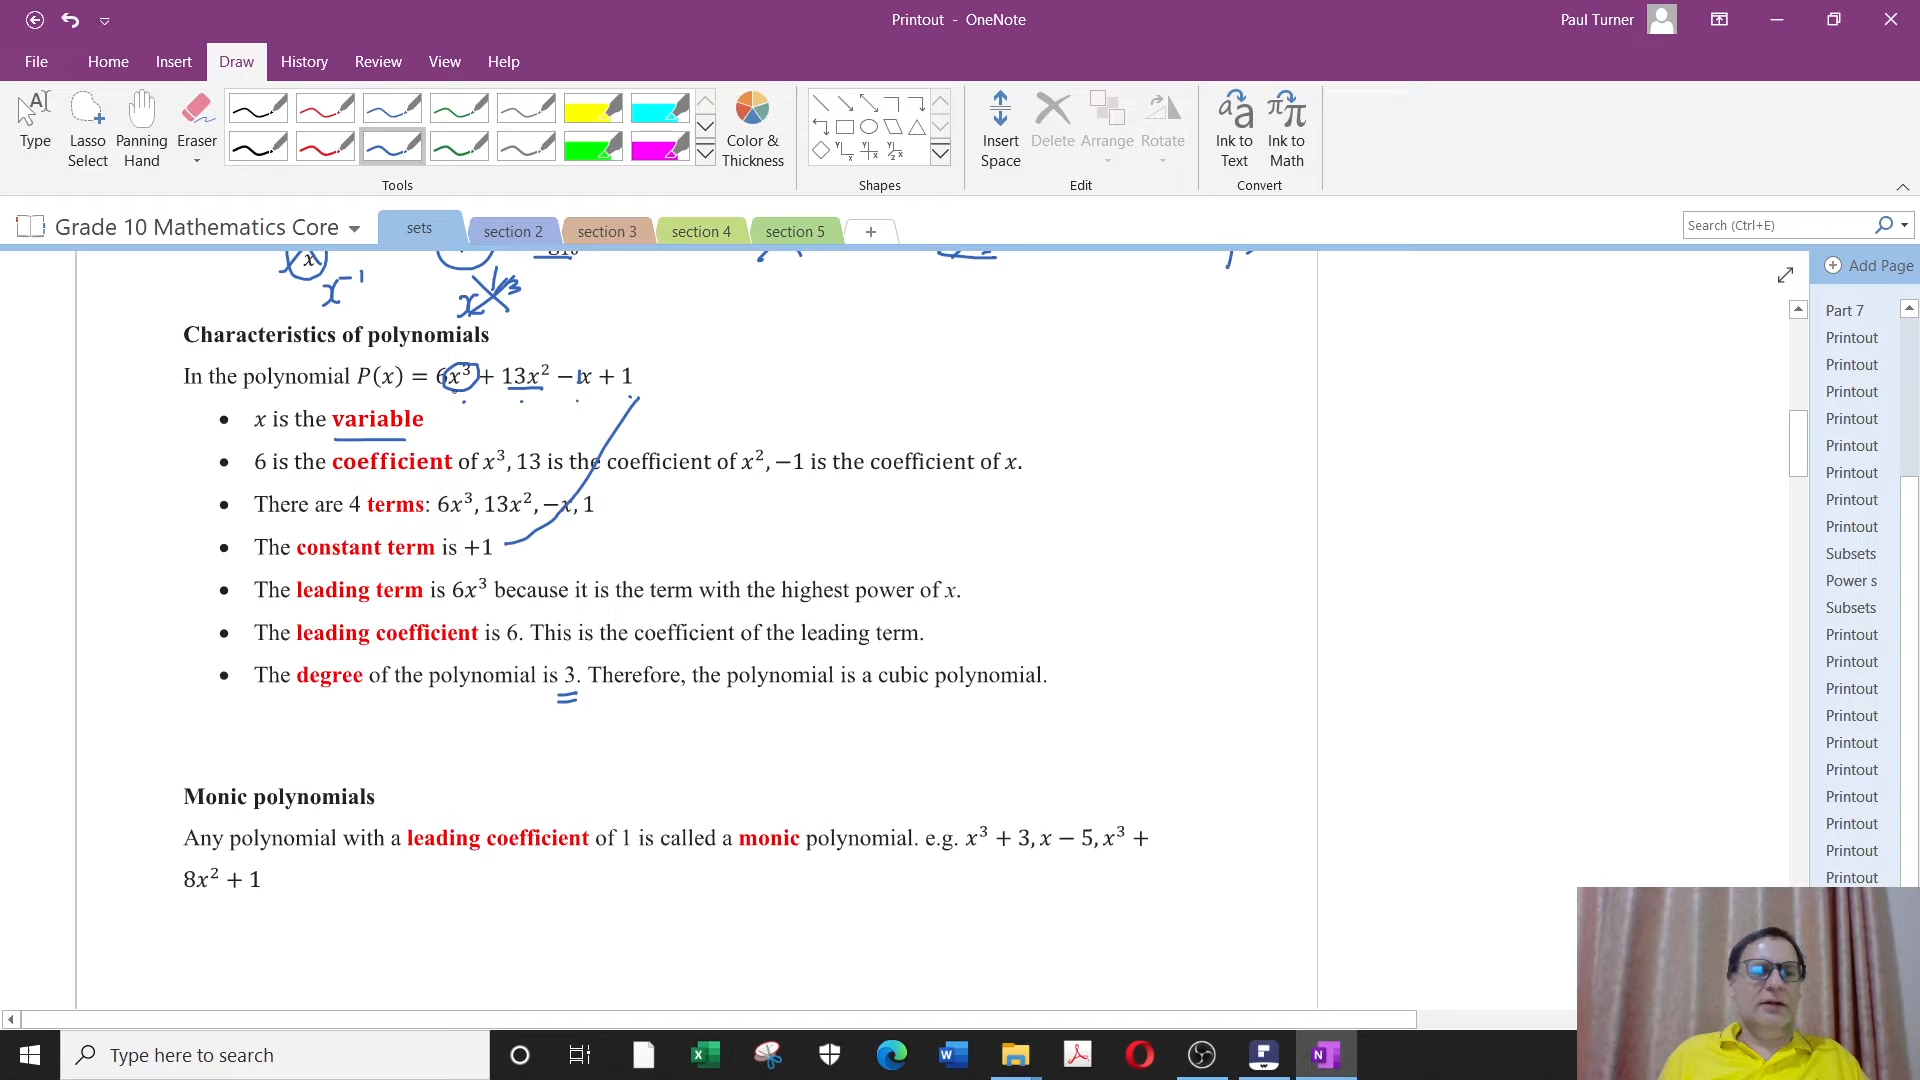 Printout - OneNote
Paul Turner
File Home Insert Draw History Review View Help
Type
Lasso Select
Panning Hand
Eraser
Color & Thickness
Insert Space
Delete
Arrange
Rotate
Ink to Text
Ink to Math
Tools
Shapes
Edit
Convert
Grade 10 Mathematics Core
sets
section 2
section 3
section 4
section 5
Search (Ctrl+E)
Add Page
x
x⁻¹
Characteristics of polynomials
In the polynomial P(x) = 6x³ + 13x² − x + 1
• x is the variable
• 6 is the coefficient of x³, 13 is the coefficient of x², −1 is the coefficient of x.
• There are 4 terms: 6x³, 13x², −x, 1
• The constant term is +1
• The leading term is 6x³ because it is the term with the highest power of x.
• The leading coefficient is 6. This is the coefficient of the leading term.
• The degree of the polynomial is 3. Therefore, the polynomial is a cubic polynomial.
Monic polynomials
Any polynomial with a leading coefficient of 1 is called a monic polynomial. e.g. x³ + 3, x − 5, x³ +
8x² + 1
Part 7
Printout
Printout
Printout
Printout
Printout
Printout
Printout
Printout
Subsets
Power s
Subsets
Printout
Printout
Printout
Printout
Printout
Printout
Printout
Printout
Printout
Printout
Type here to search